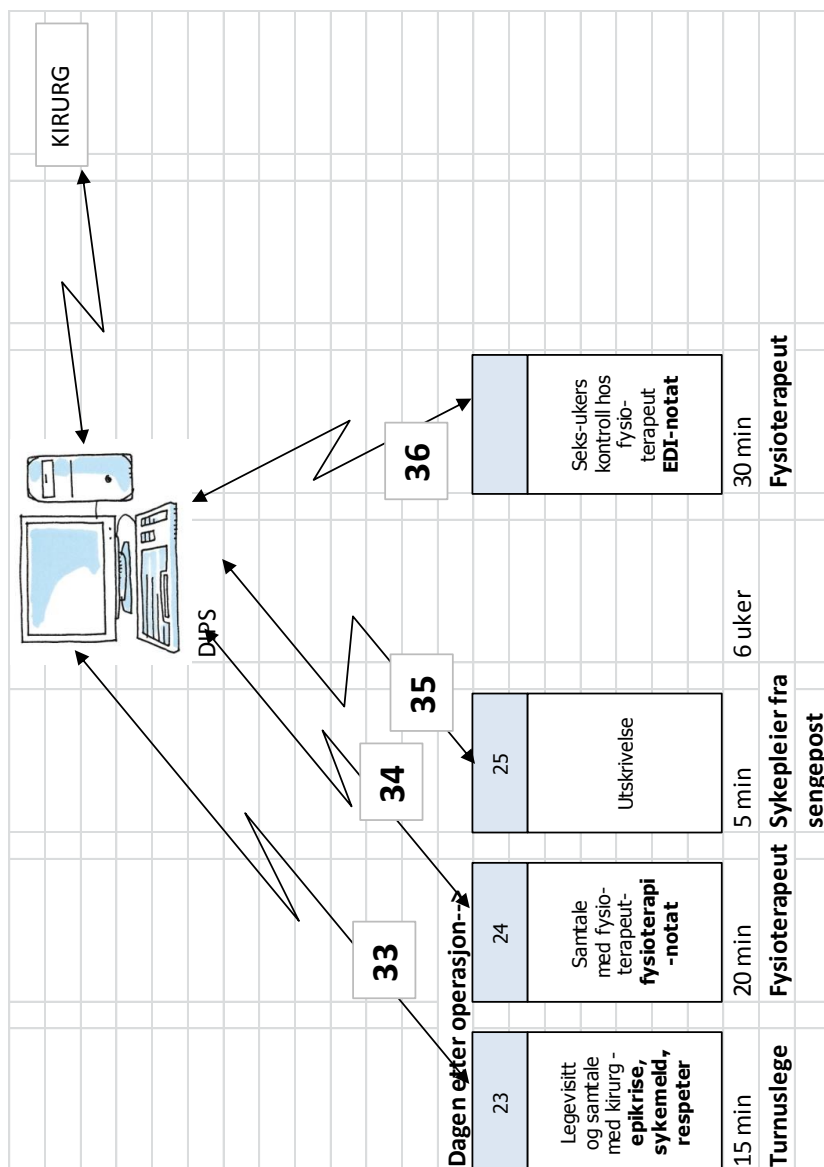 KIRURG
DIPS
36
35
34
33
Dagen etter operasjon-->
23
Legevisitt
og samtale
med kirurg -
epikrise,
sykemeld,
respeter
15 min
Turnuslege
24
Samtale
med fysio-
terapeut-
fysioterapi
-notat
20 min
Fysioterapeut
25
Utskrivelse
5 min
Sykepleier fra
sengepost
6 uker
Seks-ukers
kontroll hos
fysio-
terapeut
EDI-notat
30 min
Fysioterapeut